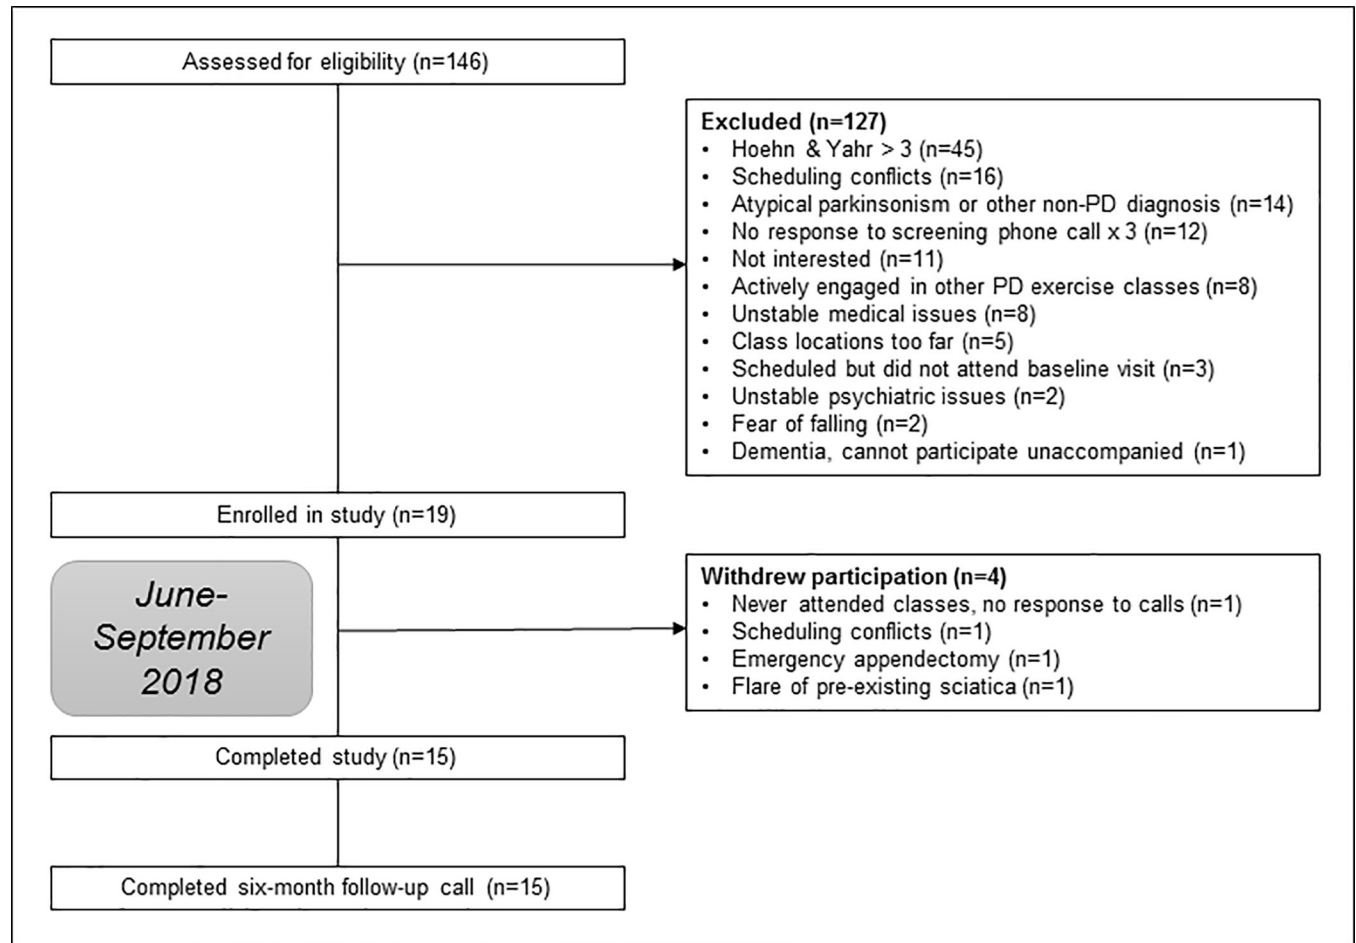 Assessed for eligibility (n=146)
Excluded (n=127)
• Hoehn & Yahr > 3 (n=45)
• Scheduling conflicts (n=16)
• Atypical parkinsonism or other non-PD diagnosis (n=14)
• No response to screening phone call x 3 (n=12)
• Not interested (n=11)
• Actively engaged in other PD exercise classes (n=8)
• Unstable medical issues (n=8)
• Class locations too far (n=5)
• Scheduled but did not attend baseline visit (n=3)
• Unstable psychiatric issues (n=2)
• Fear of falling (n=2)
• Dementia, cannot participate unaccompanied (n=1)
Enrolled in study (n=19)
June-
September
2018
Withdrew participation (n=4)
• Never attended classes, no response to calls (n=1)
• Scheduling conflicts (n=1)
• Emergency appendectomy (n=1)
• Flare of pre-existing sciatica (n=1)
Completed study (n=15)
Completed six-month follow-up call (n=15)